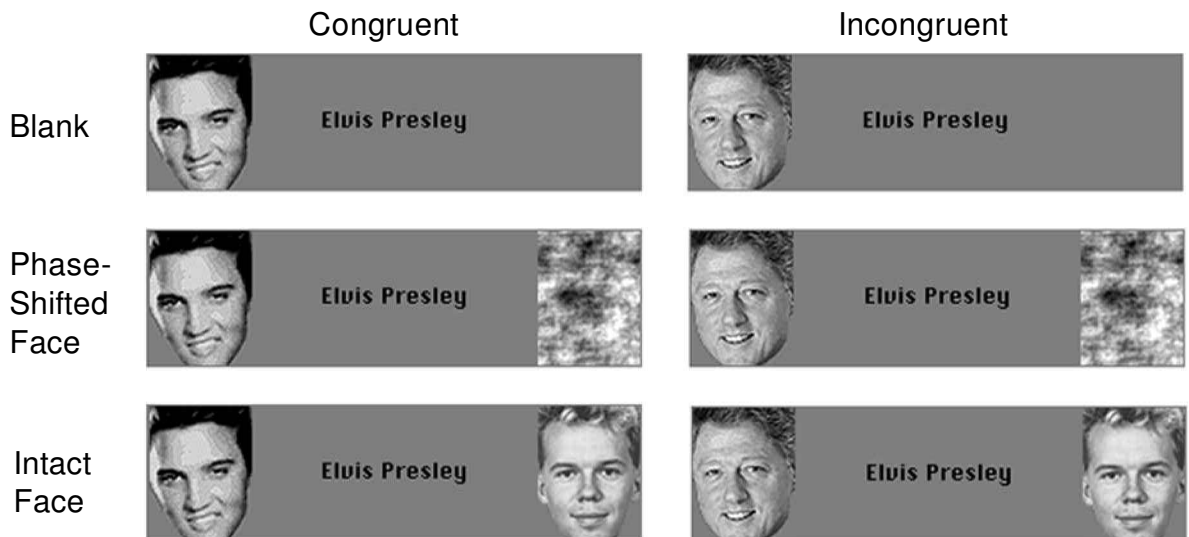 Congruent
Incongruent
Blank
Elvis Presley
Elvis Presley
Phase-
Shifted
Face
Elvis Presley
Elvis Presley
Intact
Face
Elvis Presley
Elvis Presley